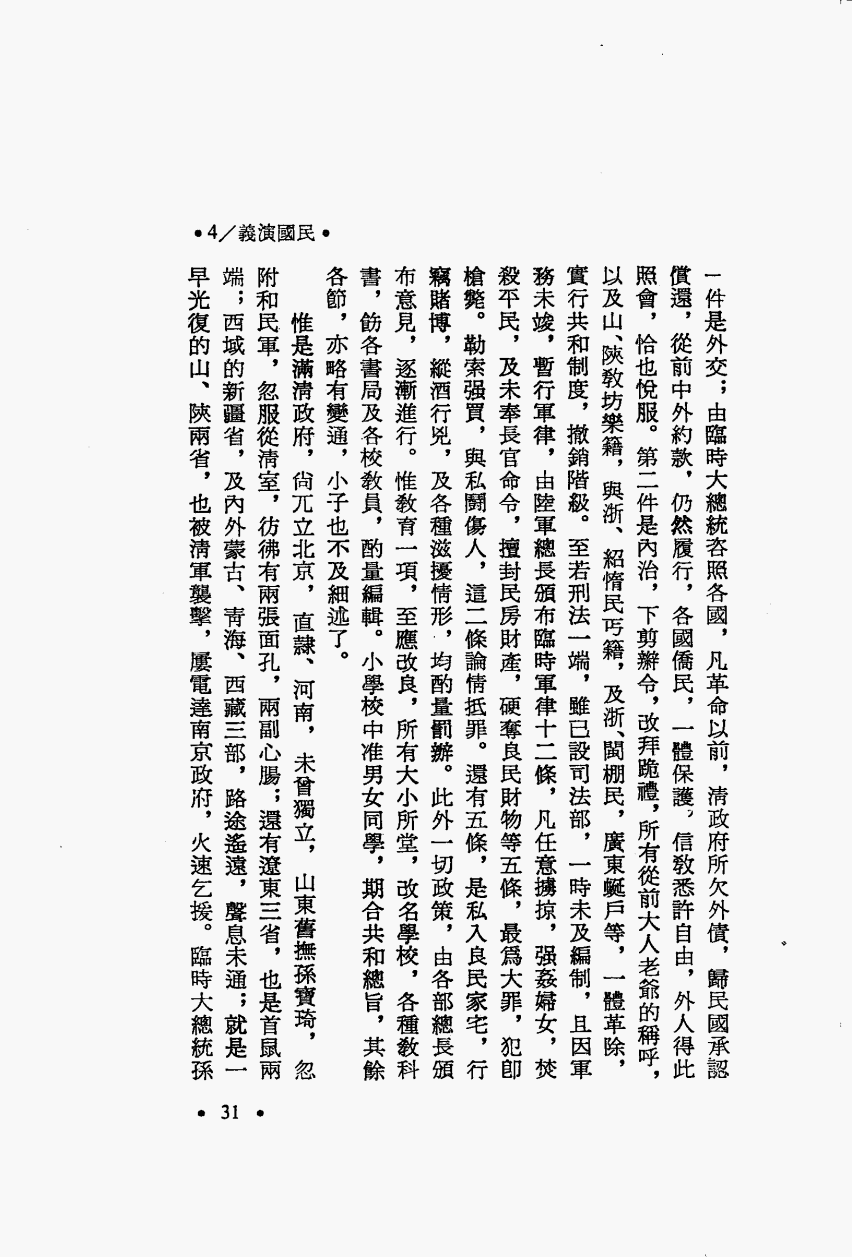 •4／義演國民•
一件是外交；由臨時大總統咨照各國，凡革命以前，淸政府所欠外債，歸民國承認
償還，從前中外約款，仍然履行，各國僑民，一體保護，信敎悉許自由，外人得此
照會，恰也悅服。第二件是內治，下剪辮令，改拜跪禮，所有從前大人老爺的稱呼，
以及山、陝敎坊樂籍，與浙、紹惰民丐籍，及浙、閩棚民，廣東蜒戶等，一體革除，
實行共和制度，撤銷階級。至若刑法一端，雖已設司法部，一時未及編制，且因軍
務未竣，暫行軍律，由陸軍總長頒布臨時軍律十二條，凡任意擄掠，强姦婦女，焚
殺平民，及未奉長官命令，擅封民房財產，硬奪良民財物等五條，最爲大罪，犯卽
槍斃。勒索强買，與私鬭傷人，這二條論情抵罪。還有五條，是私入良民家宅，行
竊賭博，縱酒行兇，及各種滋擾情形，均酌量罰辦。此外一切政策，由各部總長頒
布意見，逐漸進行。惟敎育一項，至應改良，所有大小所堂，改名學校，各種敎科
書，飭各書局及各校敎員，酌量編輯。小學校中准男女同學，期合共和總旨，其餘
各節，亦略有變通，小子也不及細述了。
惟是滿淸政府，尙兀立北京，直隸、河南，未曾獨立，山東舊撫孫寶琦，忽
附和民軍，忽服從淸室，彷彿有兩張面孔，兩副心腸；還有遼東三省，也是首鼠兩
端；西域的新疆省，及內外蒙古、靑海、西藏三部，路途遙遠，聲息未通；就是一
早光復的山、陝兩省，也被淸軍襲擊，屢電達南京政府，火速乞援。臨時大總統孫
• 31 •